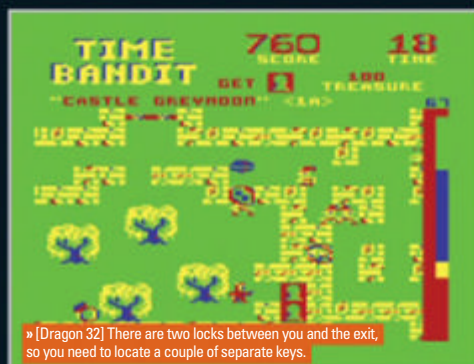 TIME
BANDIT
760
SCORE
18
TIME
GET
180
TREASURE
"CASTLE GREYMOON" <1A>
» [Dragon 32] There are two locks between you and the exit,
so you need to locate a couple of separate keys.